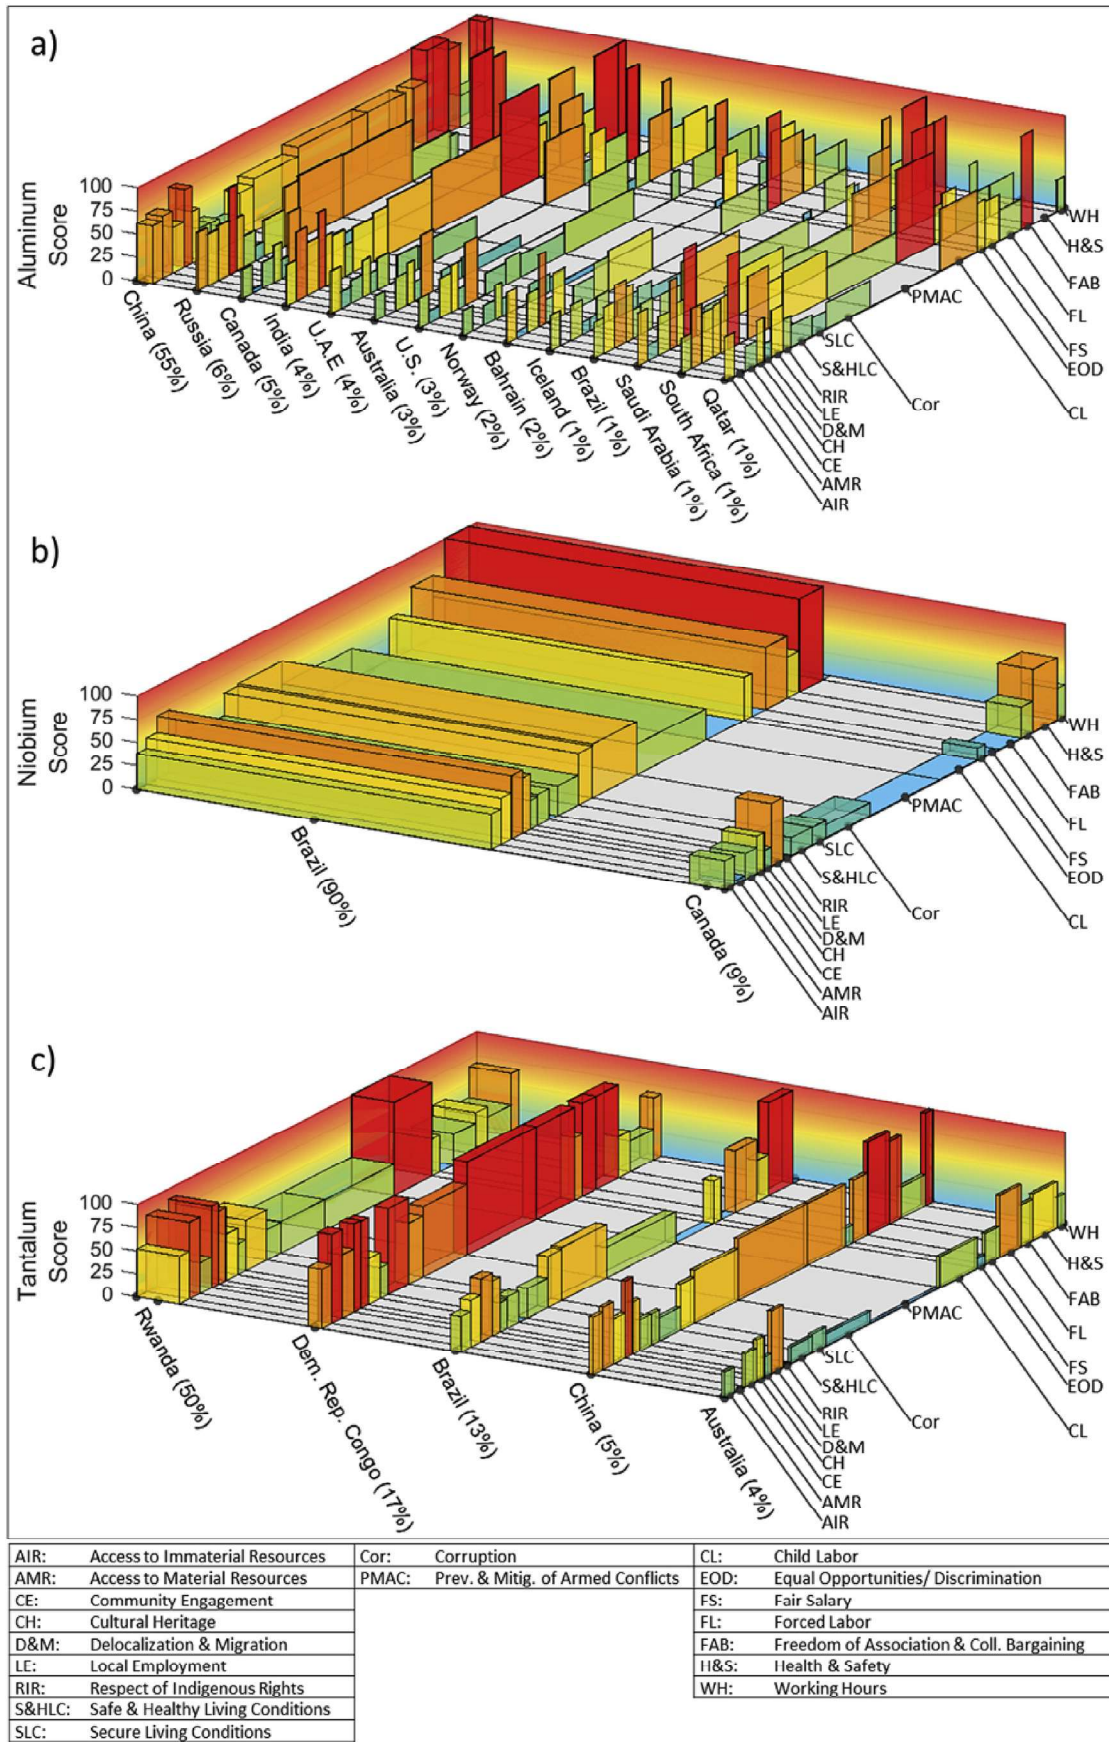 a)
100
75
50
25
0
Aluminum
Score
China (55%)
Russia (6%)
Canada (5%)
India (4%)
U.A.E (4%)
Australia (3%)
U.S. (3%)
Norway (2%)
Bahrain (2%)
Iceland (1%)
Brazil (1%)
Saudi Arabia (1%)
South Africa (1%)
Qatar (1%)
WH
H&S
FAB
FL
FS
EOD
CL
PMAC
Cor
SLC
S&HLC
RIR
LE
D&M
CH
CE
AMR
AIR
b)
100
75
50
25
0
Niobium
Score
Brazil (90%)
Canada (9%)
WH
H&S
FAB
FL
FS
EOD
CL
PMAC
Cor
SLC
S&HLC
RIR
LE
D&M
CH
CE
AMR
AIR
c)
100
75
50
25
0
Tantalum
Score
Rwanda (50%)
Dem. Rep. Congo (17%)
Brazil (13%)
China (5%)
Australia (4%)
WH
H&S
FAB
FL
FS
EOD
CL
PMAC
Cor
SLC
S&HLC
RIR
LE
D&M
CH
CE
AMR
AIR
AIR: Access to Immaterial Resources
AMR: Access to Material Resources
CE: Community Engagement
CH: Cultural Heritage
D&M: Delocalization & Migration
LE: Local Employment
RIR: Respect of Indigenous Rights
S&HLC: Safe & Healthy Living Conditions
SLC: Secure Living Conditions
Cor: Corruption
PMAC: Prev. & Mitig. of Armed Conflicts
CL: Child Labor
EOD: Equal Opportunities/ Discrimination
FS: Fair Salary
FL: Forced Labor
FAB: Freedom of Association & Coll. Bargaining
H&S: Health & Safety
WH: Working Hours